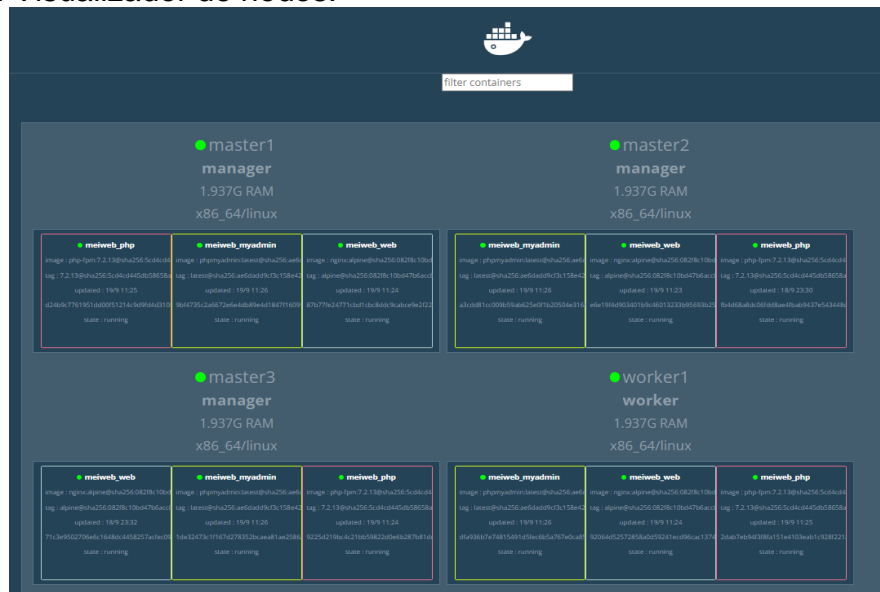 Visualizador de nodes.
filter containers
master1
manager
1.937G RAM
x86_64/linux
meiweb_php
image : php-fpm:7.2.13@sha256:5cd4cd4
tag : 7.2.13@sha256:5cd4cd445db58658a
updated : 19/9 11:25
state : running
meiweb_myadmin
image : phpmyadmin:latest@sha256:ae6
tag : latest@sha256:ae6dadd9cf3c158e42
updated : 19/9 11:26
state : running
meiweb_web
image : nginx:alpine@sha256:082f8c10bd
tag : alpine@sha256:082f8c10bd47b6accf
updated : 19/9 11:24
state : running
master2
manager
1.937G RAM
x86_64/linux
meiweb_myadmin
image : phpmyadmin:latest@sha256:ae6
tag : latest@sha256:ae6dadd9cf3c158e42
updated : 19/9 11:26
state : running
meiweb_web
image : nginx:alpine@sha256:082f8c10bd
tag : alpine@sha256:082f8c10bd47b6accf
updated : 19/9 11:23
state : running
meiweb_php
image : php-fpm:7.2.13@sha256:5cd4cd4
tag : 7.2.13@sha256:5cd4cd445db58658a
updated : 18/9 23:30
state : running
master3
manager
1.937G RAM
x86_64/linux
meiweb_web
image : nginx:alpine@sha256:082f8c10bd
tag : alpine@sha256:082f8c10bd47b6accf
updated : 18/9 23:32
state : running
meiweb_myadmin
image : phpmyadmin:latest@sha256:ae6
tag : latest@sha256:ae6dadd9cf3c158e42
updated : 19/9 11:26
state : running
meiweb_php
image : php-fpm:7.2.13@sha256:5cd4cd4
tag : 7.2.13@sha256:5cd4cd445db58658a
updated : 19/9 11:24
state : running
worker1
worker
1.937G RAM
x86_64/linux
meiweb_myadmin
image : phpmyadmin:latest@sha256:ae6
tag : latest@sha256:ae6dadd9cf3c158e42
updated : 19/9 11:26
state : running
meiweb_web
image : nginx:alpine@sha256:082f8c10bd
tag : alpine@sha256:082f8c10bd47b6accf
updated : 19/9 11:24
state : running
meiweb_php
image : php-fpm:7.2.13@sha256:5cd4cd4
tag : 7.2.13@sha256:5cd4cd445db58658a
updated : 19/9 11:25
state : running